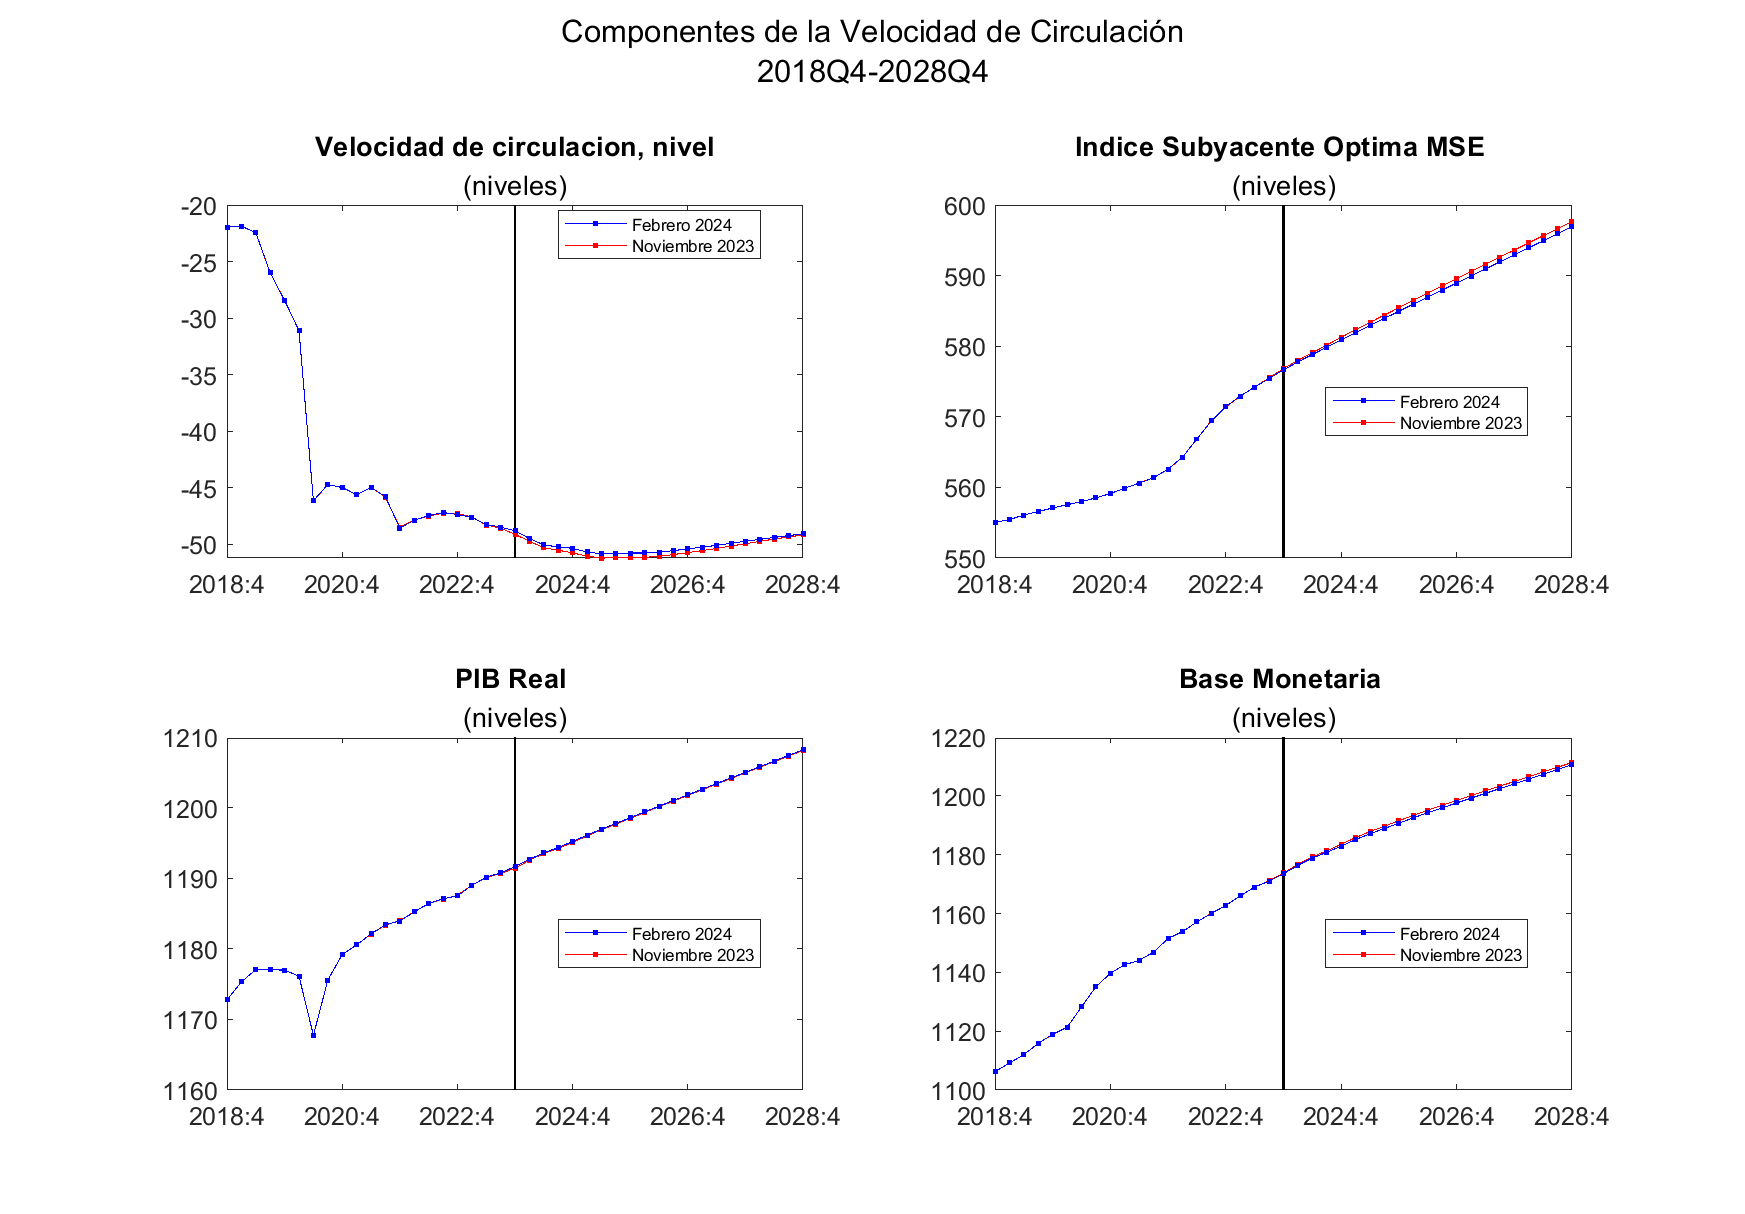 Componentes de la Velocidad de Circulación
2018Q4-2028Q4
Velocidad de circulacion, nivel
(niveles)
-20
-25
-30
-35
-40
-45
-50
2018:4 2020:4 2022:4 2024:4 2026:4 2028:4
Febrero 2024
Noviembre 2023
Indice Subyacente Optima MSE
(niveles)
600
590
580
570
560
550
2018:4 2020:4 2022:4 2024:4 2026:4 2028:4
Febrero 2024
Noviembre 2023
PIB Real
(niveles)
1210
1200
1190
1180
1170
1160
2018:4 2020:4 2022:4 2024:4 2026:4 2028:4
Febrero 2024
Noviembre 2023
Base Monetaria
(niveles)
1220
1200
1180
1160
1140
1120
1100
2018:4 2020:4 2022:4 2024:4 2026:4 2028:4
Febrero 2024
Noviembre 2023